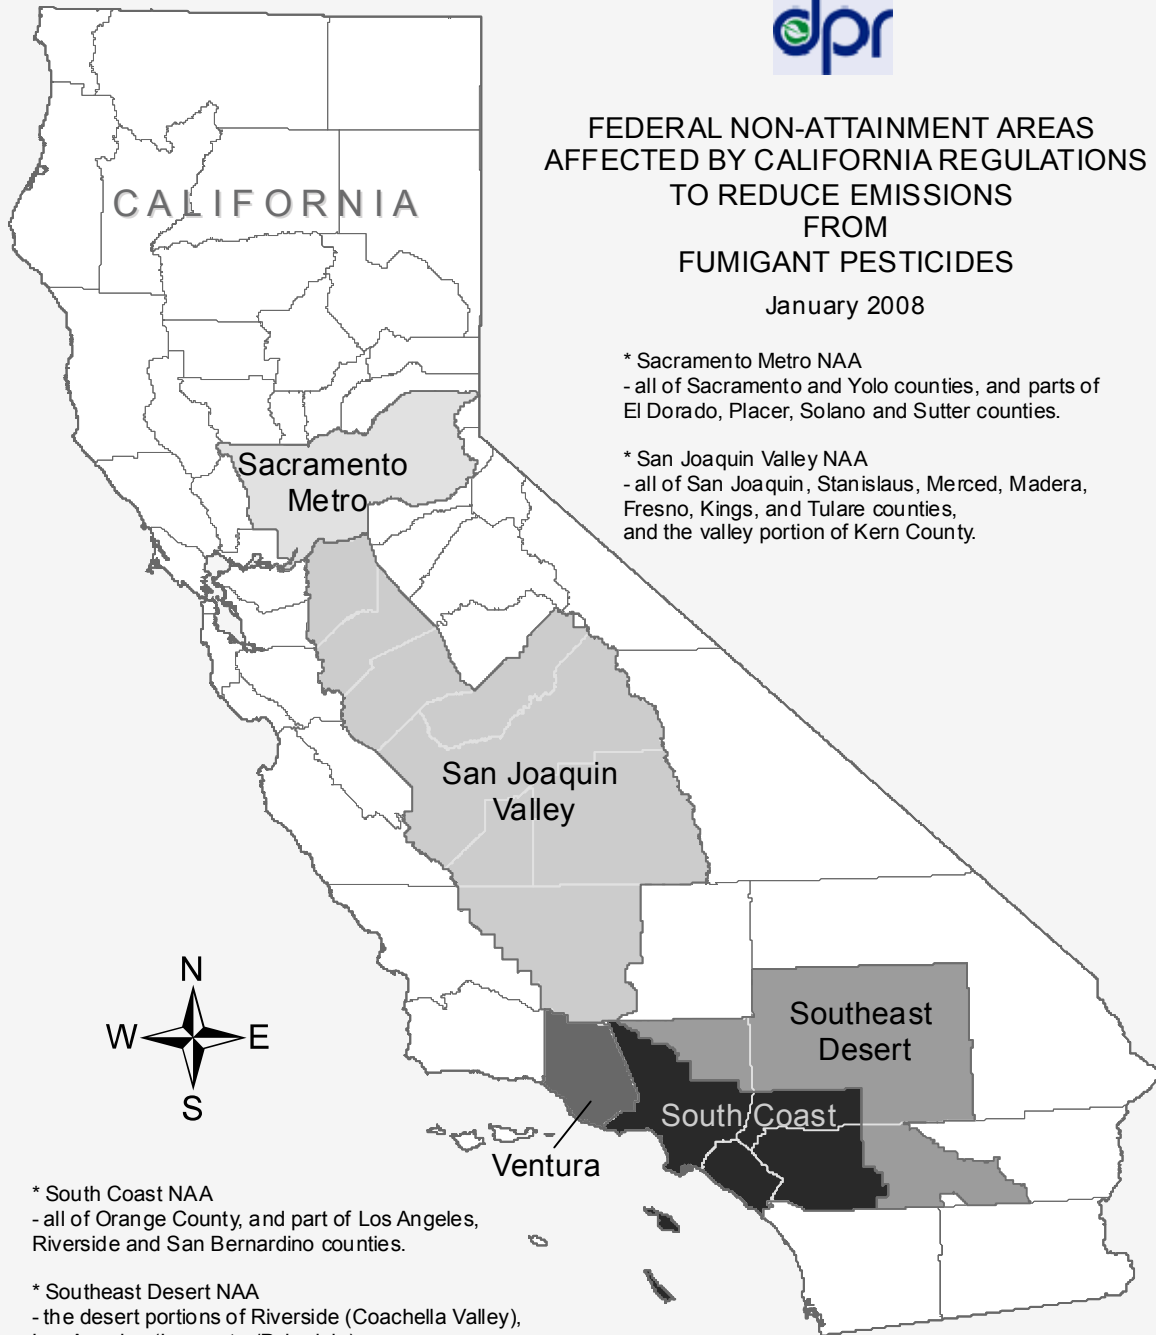 dpr
FEDERAL NON-ATTAINMENT AREAS
AFFECTED BY CALIFORNIA REGULATIONS
TO REDUCE EMISSIONS
FROM
FUMIGANT PESTICIDES
January 2008
* Sacramento Metro NAA
- all of Sacramento and Yolo counties, and parts of
El Dorado, Placer, Solano and Sutter counties.
* San Joaquin Valley NAA
- all of San Joaquin, Stanislaus, Merced, Madera,
Fresno, Kings, and Tulare counties,
and the valley portion of Kern County.
CALIFORNIA
Sacramento
Metro
San Joaquin
Valley
Southeast
Desert
South Coast
Ventura
N
W E
S
* South Coast NAA
- all of Orange County, and part of Los Angeles,
Riverside and San Bernardino counties.
* Southeast Desert NAA
- the desert portions of Riverside (Coachella Valley),